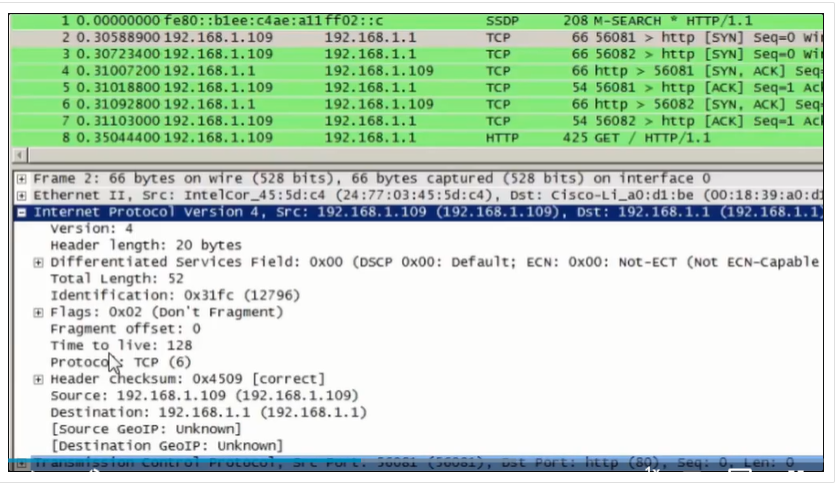 1 0.00000000 fe80::b1ee:c4ae:a11 ff02::c SSDP 208 M-SEARCH * HTTP/1.1
2 0.30588900 192.168.1.109 192.168.1.1 TCP 66 56081 > http [SYN] Seq=0 Wi
3 0.30723400 192.168.1.109 192.168.1.1 TCP 66 56082 > http [SYN] Seq=0 Wi
4 0.31007200 192.168.1.1 192.168.1.109 TCP 66 http > 56081 [SYN, ACK] Seq=
5 0.31018800 192.168.1.109 192.168.1.1 TCP 54 56081 > http [ACK] Seq=1 Ac
6 0.31092800 192.168.1.1 192.168.1.109 TCP 66 http > 56082 [SYN, ACK] Seq=
7 0.31103000 192.168.1.109 192.168.1.1 TCP 54 56082 > http [ACK] Seq=1 Ac
8 0.35044400 192.168.1.109 192.168.1.1 HTTP 425 GET / HTTP/1.1
Frame 2: 66 bytes on wire (528 bits), 66 bytes captured (528 bits) on interface 0
Ethernet II, Src: IntelCor_45:5d:c4 (24:77:03:45:5d:c4), Dst: Cisco-Li_a0:d1:be (00:18:39:a0:d1
Internet Protocol Version 4, Src: 192.168.1.109 (192.168.1.109), Dst: 192.168.1.1 (192.168.1.1)
Version: 4
Header length: 20 bytes
Differentiated Services Field: 0x00 (DSCP 0x00: Default; ECN: 0x00: Not-ECT (Not ECN-Capable
Total Length: 52
Identification: 0x31fc (12796)
Flags: 0x02 (Don't Fragment)
Fragment offset: 0
Time to live: 128
Protocol: TCP (6)
Header checksum: 0x4509 [correct]
Source: 192.168.1.109 (192.168.1.109)
Destination: 192.168.1.1 (192.168.1.1)
[Source GeoIP: Unknown]
[Destination GeoIP: Unknown]
Transmission Control Protocol, Src Port: 56081 (56081), Dst Port: http (80), Seq: 0, Len: 0